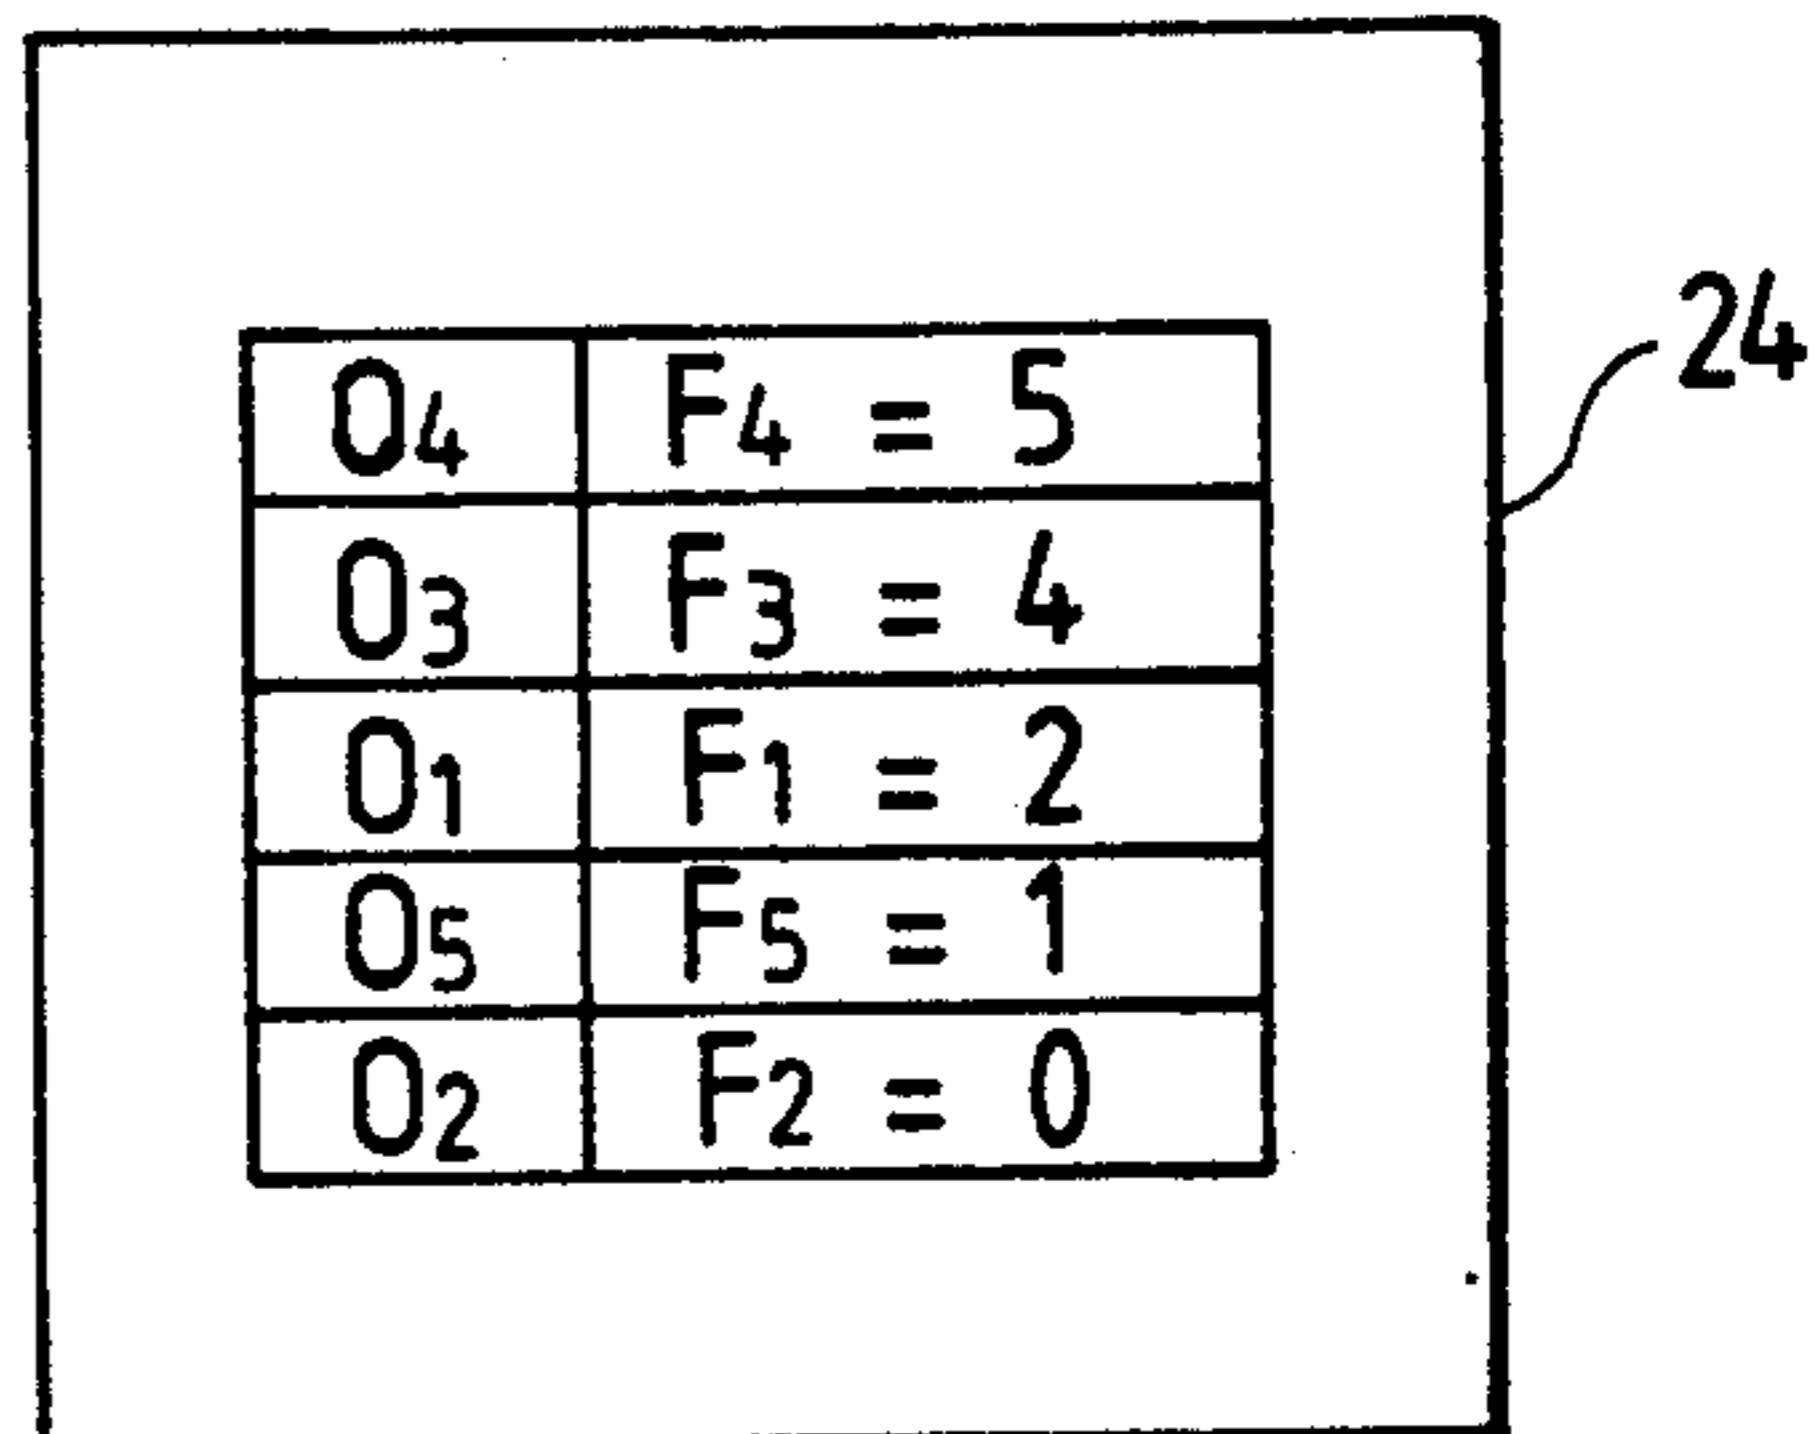 24
O4 F4 = 5
O3 F3 = 4
O1 F1 = 2
O5 F5 = 1
O2 F2 = 0